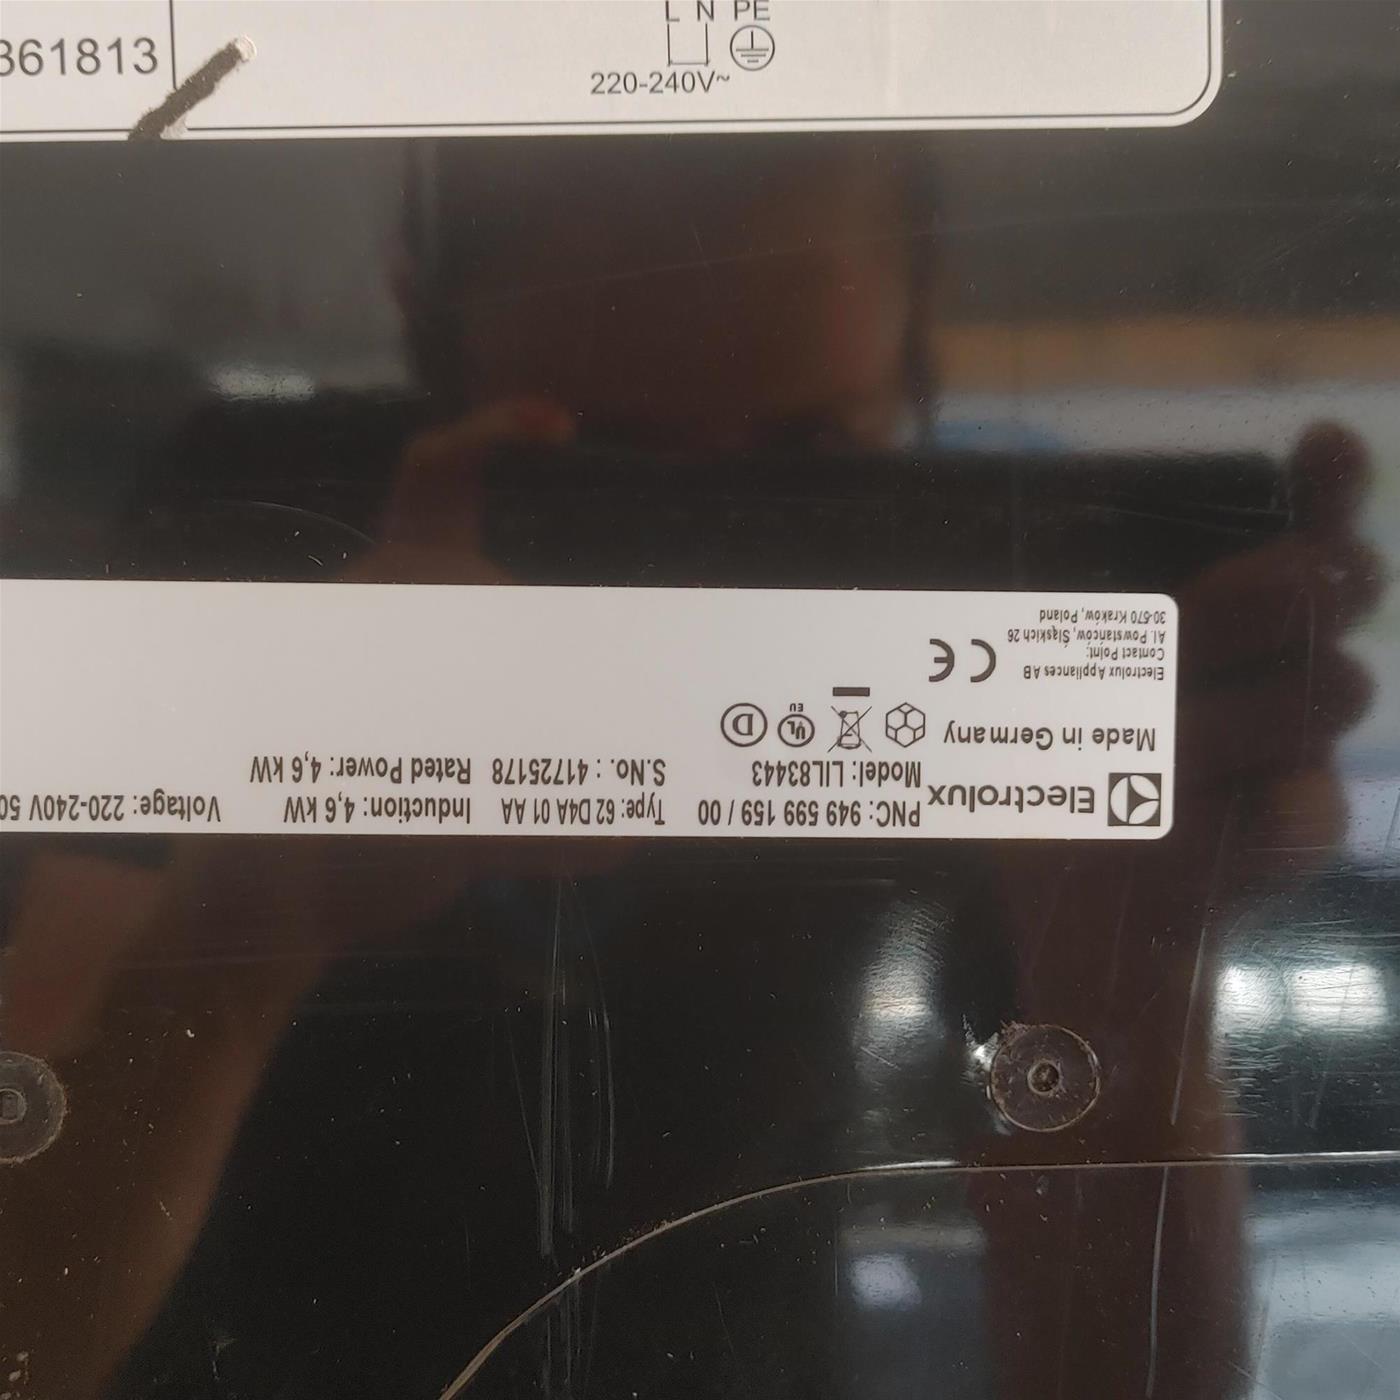 361813
L N PE
220-240V~
Electrolux
PNC: 949 599 159 / 00 Type: 62 D4A 01 AA Induction: 4,6 kW Voltage: 220-240V 50
Model: LIL83443 S.No. : 41725178 Rated Power: 4,6 kW
Made in Germany
UL
EU
D
CE
Electrolux Appliances AB
Contact Point:
Al. Powstańców, Śląskich 26
30-570 Kraków, Poland